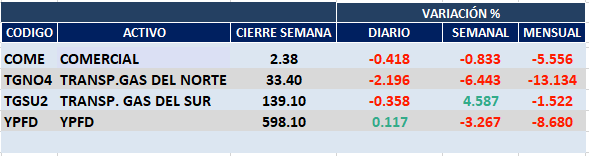 VARIACIÓN %
CODIGO ACTIVO CIERRE SEMANA DIARIO SEMANAL MENSUAL
COME COMERCIAL 2.38 -0.418 -0.833 -5.556
TGNO4 TRANSP.GAS DEL NORTE 33.40 -2.196 -6.443 -13.134
TGSU2 TRANSP. GAS DEL SUR 139.10 -0.358 4.587 -1.522
YPFD YPFD 598.10 0.117 -3.267 -8.680